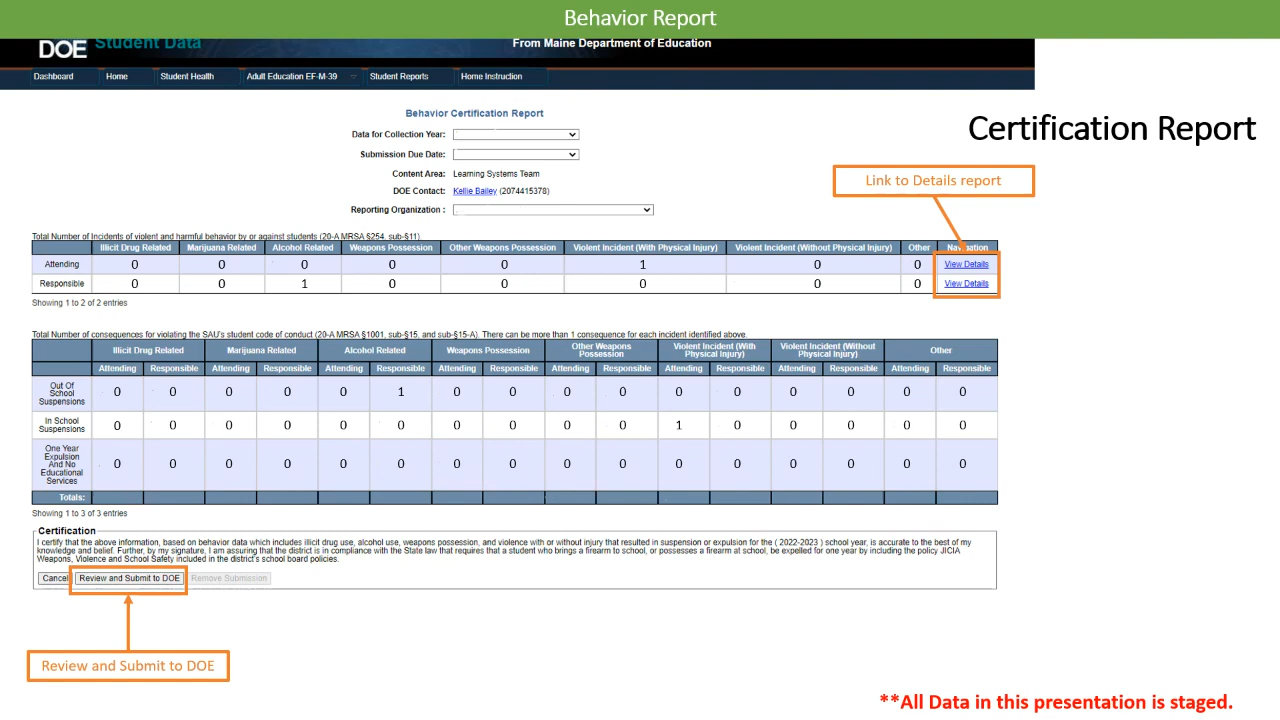 Behavior Report
DOE Student Data
From Maine Department of Education
Dashboard Home Student Health Adult Education EF-M-39 Student Reports Home Instruction
Certification Report
Behavior Certification Report
Data for Collection Year:
Submission Due Date:
Content Area: Learning Systems Team
DOE Contact: Kellie Bailey (2074415378)
Reporting Organization :
Link to Details report
Total Number of Incidents of violent and harmful behavior by or against students (20-A MRSA §254, sub-§11)
Illicit Drug Related Marijuana Related Alcohol Related Weapons Possession Other Weapons Possession Violent Incident (With Physical Injury) Violent Incident (Without Physical Injury) Other Navigation
Attending 0 0 0 0 0 1 0 0 View Details
Responsible 0 0 1 0 0 0 0 0 View Details
Showing 1 to 2 of 2 entries
Total Number of consequences for violating the SAU's student code of conduct (20-A MRSA §1001, sub-§15, and sub-§15-A). There can be more than 1 consequence for each incident identified above.
Illicit Drug Related Marijuana Related Alcohol Related Weapons Possession Other Weapons Possession Violent Incident (With Physical Injury) Violent Incident (Without Physical Injury) Other
Attending Responsible Attending Responsible Attending Responsible Attending Responsible Attending Responsible Attending Responsible Attending Responsible Attending Responsible
Out Of School Suspensions 0 0 0 0 0 1 0 0 0 0 0 0 0 0 0 0
In School Suspensions 0 0 0 0 0 0 0 0 0 0 1 0 0 0 0 0
One Year Expulsion And No Educational Services 0 0 0 0 0 0 0 0 0 0 0 0 0 0 0 0
Totals:
Showing 1 to 3 of 3 entries
Certification
I certify that the above information, based on behavior data which includes illicit drug use, alcohol use, weapons possession, and violence with or without injury that resulted in suspension or expulsion for the ( 2022-2023 ) school year, is accurate to the best of my
knowledge and belief. Further, by my signature, I am assuring that the district is in compliance with the State law that requires that a student who brings a firearm to school, or possesses a firearm at school, be expelled for one year by including the policy JICIA
Weapons, Violence and School Safety included in the district's school board policies.
Cancel Review and Submit to DOE Remove Submission
Review and Submit to DOE
**All Data in this presentation is staged.